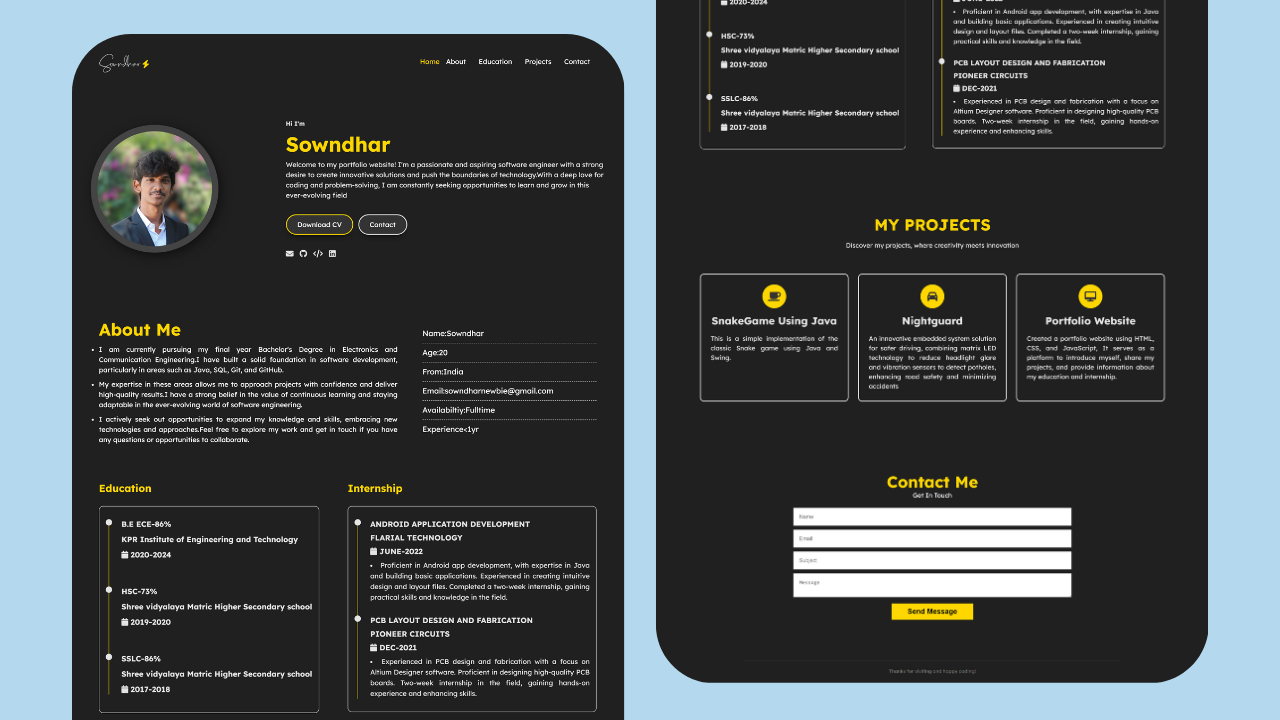 Sowndhar
Home About Education Projects Contact
Hi I'm
Sowndhar
Welcome to my portfolio website! I'm a passionate and aspiring software engineer with a strong
desire to create innovative solutions and push the boundaries of technology.With a deep love for
coding and problem-solving, I am constantly seeking opportunities to learn and grow in this
ever-evolving field
Download CV Contact
About Me
• I am currently pursuing my final year Bachelor's Degree in Electronics and
Communication Engineering.I have built a solid foundation in software development,
particularly in areas such as Java, SQL, Git, and GitHub.
• My expertise in these areas allows me to approach projects with confidence and deliver
high-quality results.I have a strong belief in the value of continuous learning and staying
adaptable in the ever-evolving world of software engineering.
• I actively seek out opportunities to expand my knowledge and skills, embracing new
technologies and approaches.Feel free to explore my work and get in touch if you have
any questions or opportunities to collaborate.
Name:Sowndhar
Age:20
From:India
Email:sowndharnewbie@gmail.com
Availabiltiy:Fulltime
Experience<1yr
Education
B.E ECE-86%
KPR Institute of Engineering and Technology
2020-2024
HSC-73%
Shree vidyalaya Matric Higher Secondary school
2019-2020
SSLC-86%
Shree vidyalaya Matric Higher Secondary school
2017-2018
Internship
ANDROID APPLICATION DEVELOPMENT
FLARIAL TECHNOLOGY
JUNE-2022
• Proficient in Android app development, with expertise in Java
and building basic applications. Experienced in creating intuitive
design and layout files. Completed a two-week internship, gaining
practical skills and knowledge in the field.
PCB LAYOUT DESIGN AND FABRICATION
PIONEER CIRCUITS
DEC-2021
• Experienced in PCB design and fabrication with a focus on
Altium Designer software. Proficient in designing high-quality PCB
boards. Two-week internship in the field, gaining hands-on
experience and enhancing skills.
2020-2024
HSC-73%
Shree vidyalaya Matric Higher Secondary school
2019-2020
SSLC-86%
Shree vidyalaya Matric Higher Secondary school
2017-2018
• Proficient in Android app development, with expertise in Java
and building basic applications. Experienced in creating intuitive
design and layout files. Completed a two-week internship, gaining
practical skills and knowledge in the field.
PCB LAYOUT DESIGN AND FABRICATION
PIONEER CIRCUITS
DEC-2021
• Experienced in PCB design and fabrication with a focus on
Altium Designer software. Proficient in designing high-quality PCB
boards. Two-week internship in the field, gaining hands-on
experience and enhancing skills.
MY PROJECTS
Discover my projects, where creativity meets innovation
SnakeGame Using Java
This is a simple implementation of the
classic Snake game using Java and
Swing.
Nightguard
An innovative embedded system solution
for safer driving, combining matrix LED
technology to reduce headlight glare
and vibration sensors to detect potholes,
enhancing road safety and minimizing
accidents
Portfolio Website
Created a portfolio website using HTML,
CSS, and JavaScript, It serves as a
platform to introduce myself, share my
projects, and provide information about
my education and internship.
Contact Me
Get In Touch
Name
Email
Subject
Message
Send Message
Thanks for visiting and happy coding!